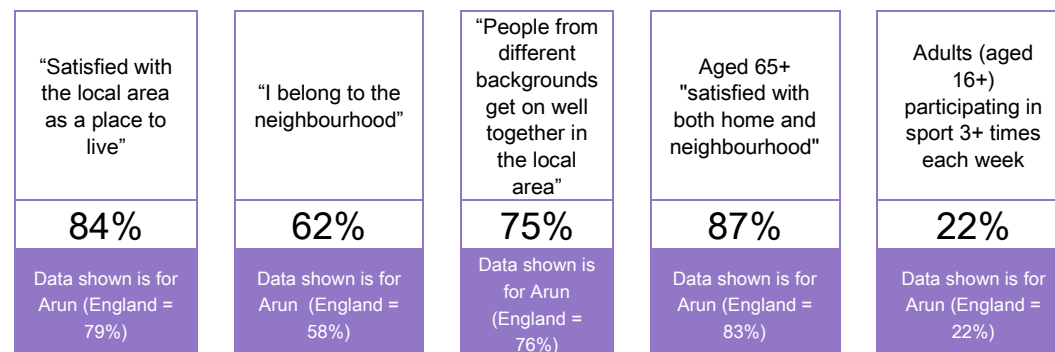 “Satisfied with
the local area
as a place to
live”
84%
Data shown is for
Arun (England =
79%)
“I belong to the
neighbourhood”
62%
Data shown is for
Arun  (England =
58%)
“People from
different
backgrounds
get on well
together in
the local
area”
75%
Data shown is
for Arun
(England =
76%)
Aged 65+
"satisfied with
both home and
neighbourhood"
87%
Data shown is for
Arun (England =
83%)
Adults (aged
16+)
participating in
sport 3+ times
each week
22%
Data shown is for
Arun (England =
22%)